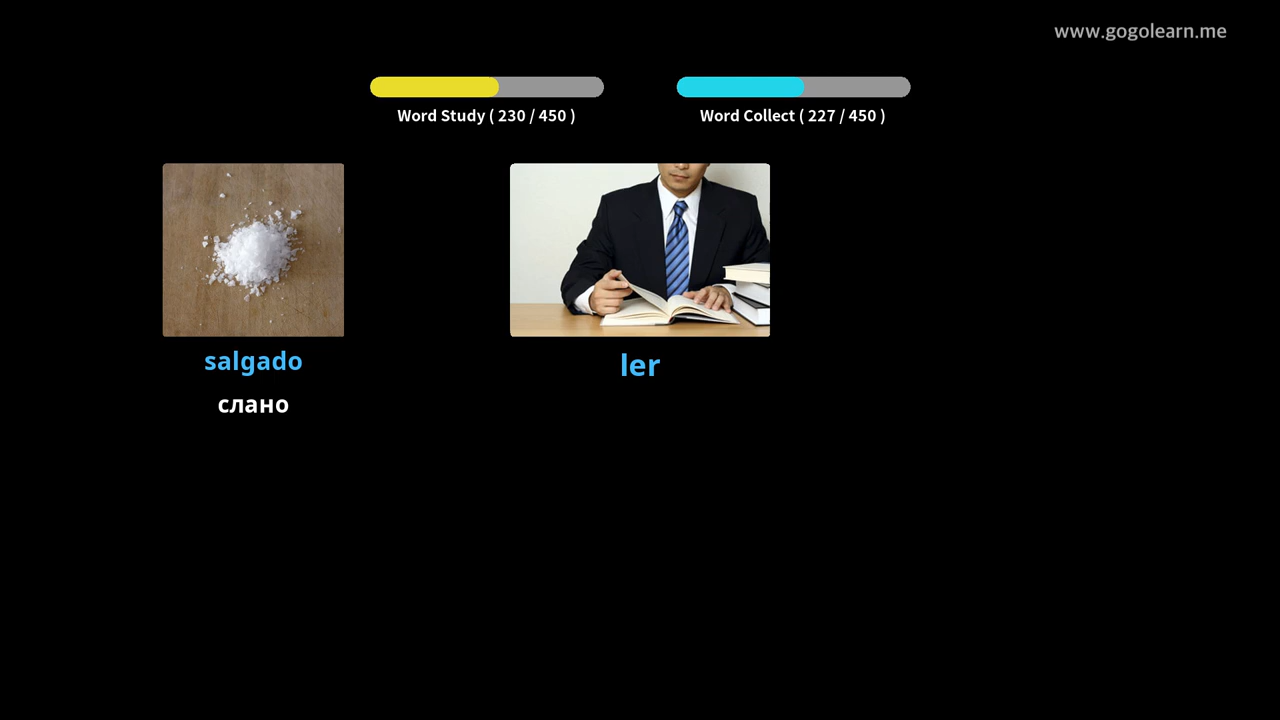 www.gogolearn.me
Word Study ( 230 / 450 )
Word Collect ( 227 / 450 )
salgado
слано
ler